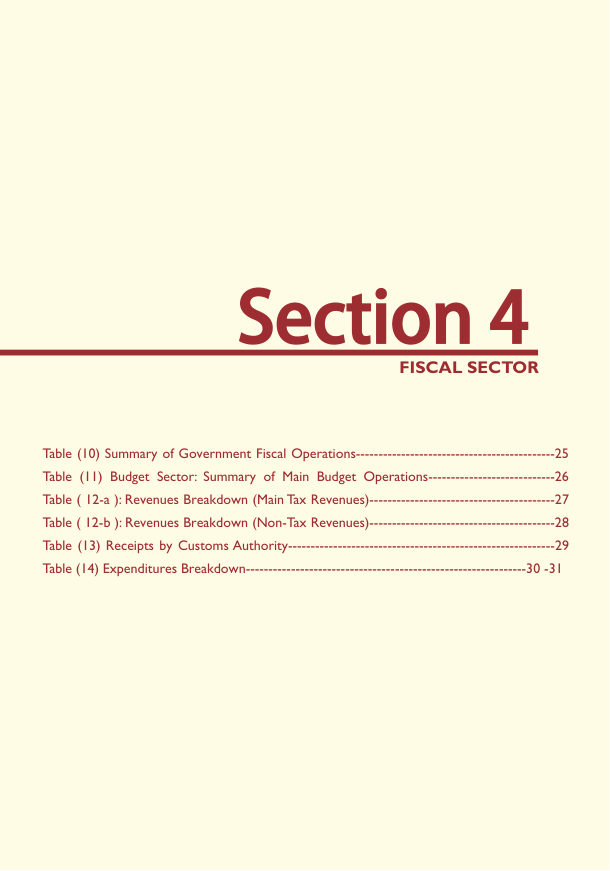 Section 4
FISCAL SECTOR
Table (10) Summary of Government Fiscal Operations--------------------------------------------25
Table (11) Budget Sector: Summary of Main Budget Operations----------------------------26
Table ( 12-a ): Revenues Breakdown (Main Tax Revenues)-----------------------------------------27
Table ( 12-b ): Revenues Breakdown (Non-Tax Revenues)-----------------------------------------28
Table (13) Receipts by Customs Authority-----------------------------------------------------------29
Table (14) Expenditures Breakdown--------------------------------------------------------------30 -31